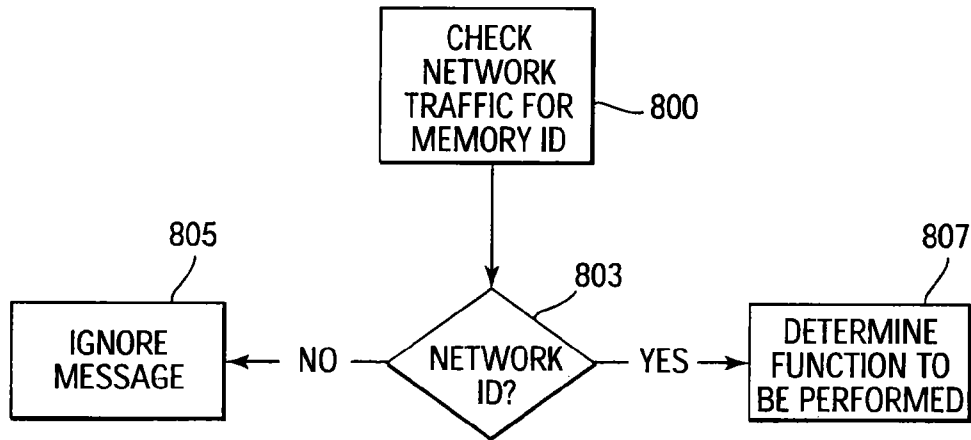 CHECK
NETWORK
TRAFFIC FOR
MEMORY ID
800
805
803
807
IGNORE
MESSAGE
NO
NETWORK
ID?
YES
DETERMINE
FUNCTION TO
BE PERFORMED